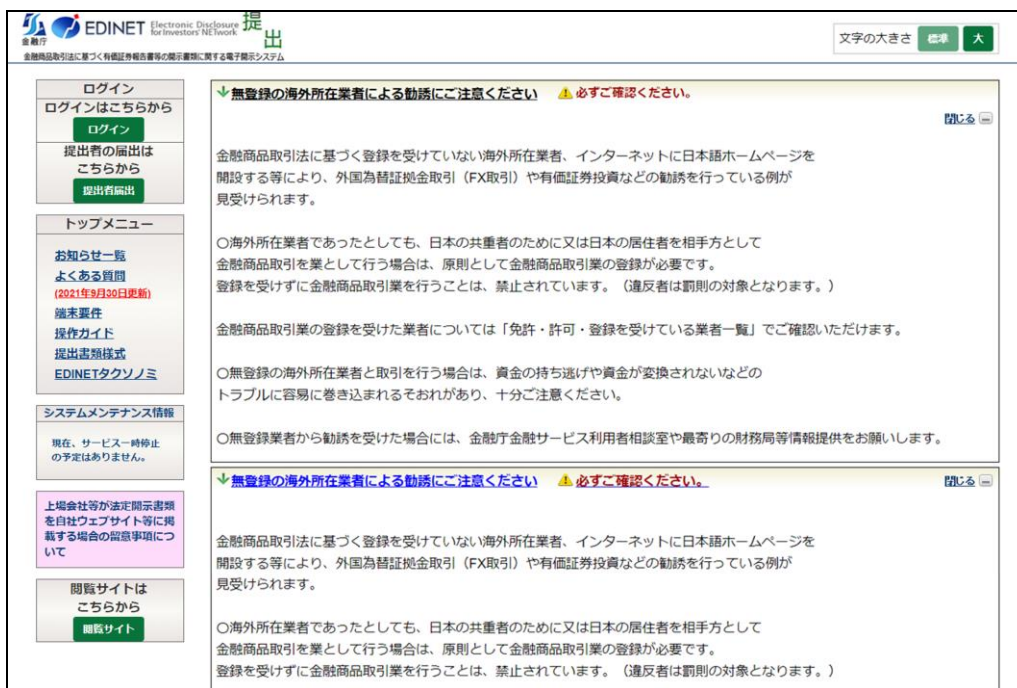 金融庁
EDINET Electronic Disclosure for Investors' NETwork 提出
金融商品取引法に基づく有価証券報告書等の開示書類に関する電子開示システム
文字の大きさ 標準 大
ログイン
ログインはこちらから
ログイン
提出者の届出は
こちらから
提出者届出
トップメニュー
お知らせ一覧
よくある質問
(2021年9月30日更新)
端末要件
操作ガイド
提出書類様式
EDINETタクソノミ
システムメンテナンス情報
現在、サービス一時停止
の予定はありません。
上場会社等が法定開示書類
を自社ウェブサイト等に掲
載する場合の留意事項につ
いて
閲覧サイトは
こちらから
閲覧サイト
無登録の海外所在業者による勧誘にご注意ください 必ずご確認ください。
閉じる
金融商品取引法に基づく登録を受けていない海外所在業者、インターネットに日本語ホームページを
開設する等により、外国為替証拠金取引（FX取引）や有価証券投資などの勧誘を行っている例が
見受けられます。
○海外所在業者であったとしても、日本の共重者のために又は日本の居住者を相手方として
金融商品取引を業として行う場合は、原則として金融商品取引業の登録が必要です。
登録を受けずに金融商品取引業を行うことは、禁止されています。（違反者は罰則の対象となります。）
金融商品取引業の登録を受けた業者については「免許・許可・登録を受けている業者一覧」でご確認いただけます。
○無登録の海外所在業者と取引を行う場合は、資金の持ち逃げや資金が変換されないなどの
トラブルに容易に巻き込まれるそおれがあり、十分ご注意ください。
○無登録業者から勧誘を受けた場合には、金融庁金融サービス利用者相談室や最寄りの財務局等情報提供をお願いします。
無登録の海外所在業者による勧誘にご注意ください 必ずご確認ください。 閉じる
金融商品取引法に基づく登録を受けていない海外所在業者、インターネットに日本語ホームページを
開設する等により、外国為替証拠金取引（FX取引）や有価証券投資などの勧誘を行っている例が
見受けられます。
○海外所在業者であったとしても、日本の共重者のために又は日本の居住者を相手方として
金融商品取引を業として行う場合は、原則として金融商品取引業の登録が必要です。
登録を受けずに金融商品取引業を行うことは、禁止されています。（違反者は罰則の対象となります。）